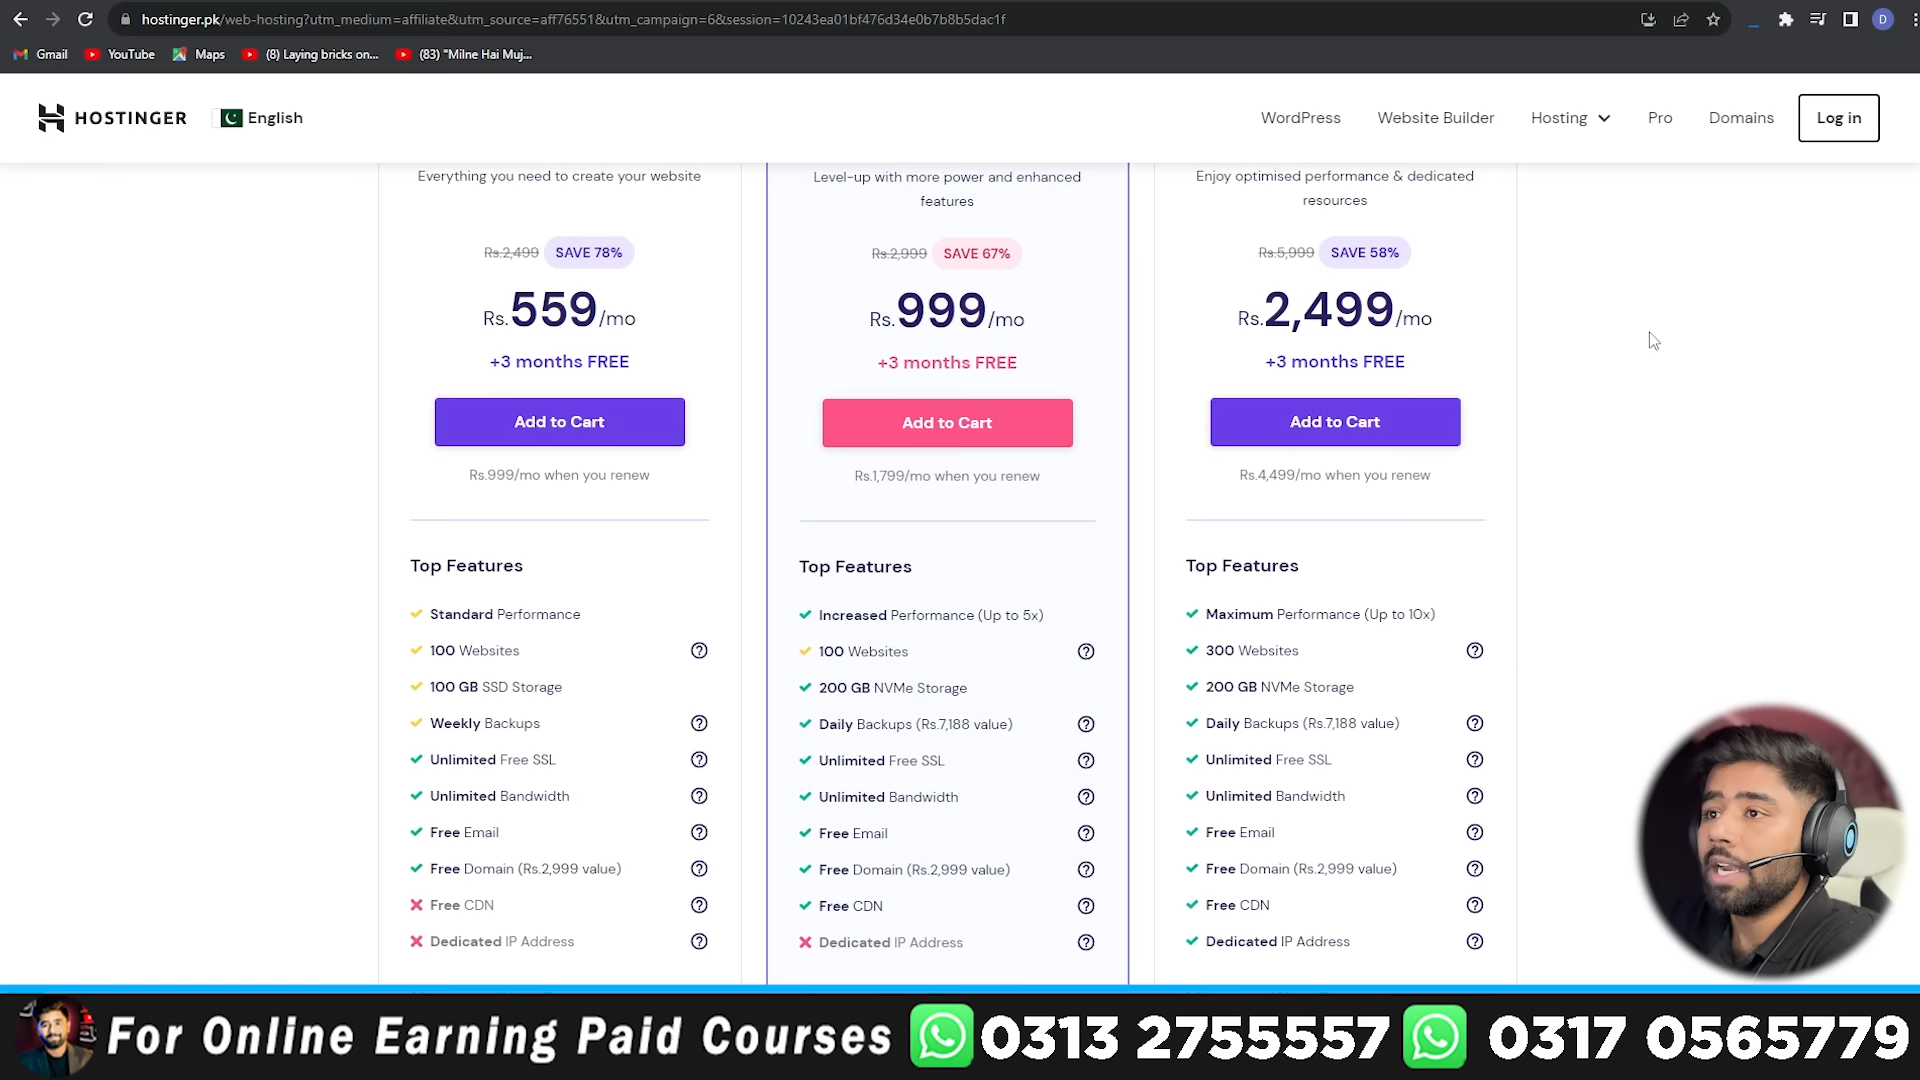 hostinger.pk/web-hosting?utm_medium=affiliate&utm_source=aff76551&utm_campaign=6&session=10243ea01bf476d34e0b7b8b5dac1f
D
Gmail YouTube Maps (8) Laying bricks on... (83) "Milne Hai Muj...
HOSTINGER English WordPress Website Builder Hosting Pro Domains Log in
Everything you need to create your website
Rs.2,499 SAVE 78%
Rs.559/mo
+3 months FREE
Add to Cart
Rs.999/mo when you renew
Top Features
Standard Performance
100 Websites
100 GB SSD Storage
Weekly Backups
Unlimited Free SSL
Unlimited Bandwidth
Free Email
Free Domain (Rs.2,999 value)
Free CDN
Dedicated IP Address
Level-up with more power and enhanced
features
Rs.2,999 SAVE 67%
Rs.999/mo
+3 months FREE
Add to Cart
Rs.1,799/mo when you renew
Top Features
Increased Performance (Up to 5x)
100 Websites
200 GB NVMe Storage
Daily Backups (Rs.7,188 value)
Unlimited Free SSL
Unlimited Bandwidth
Free Email
Free Domain (Rs.2,999 value)
Free CDN
Dedicated IP Address
Enjoy optimised performance & dedicated
resources
Rs.5,999 SAVE 58%
Rs.2,499/mo
+3 months FREE
Add to Cart
Rs.4,499/mo when you renew
Top Features
Maximum Performance (Up to 10x)
300 Websites
200 GB NVMe Storage
Daily Backups (Rs.7,188 value)
Unlimited Free SSL
Unlimited Bandwidth
Free Email
Free Domain (Rs.2,999 value)
Free CDN
Dedicated IP Address
For Online Earning Paid Courses 0313 2755557 0317 0565779